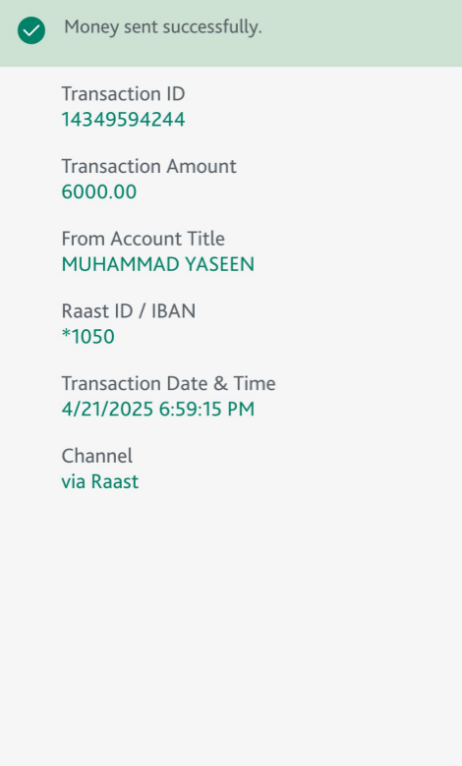 Money sent successfully.
Transaction ID
14349594244
Transaction Amount
6000.00
From Account Title
MUHAMMAD YASEEN
Raast ID / IBAN
*1050
Transaction Date & Time
4/21/2025 6:59:15 PM
Channel
via Raast